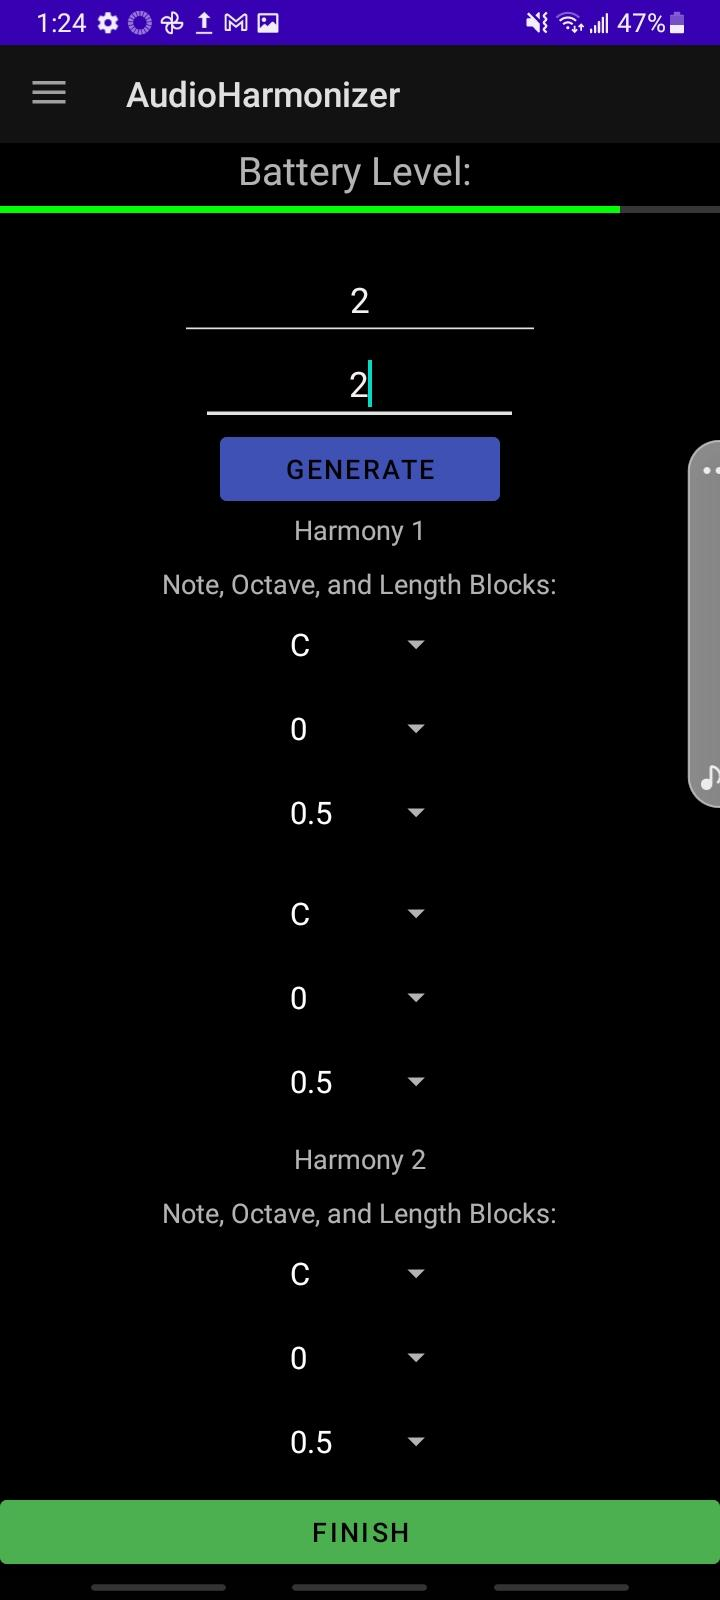 1:24 47%
AudioHarmonizer
Battery Level:
2
2
GENERATE
Harmony 1
Note, Octave, and Length Blocks:
C
0
0.5
C
0
0.5
Harmony 2
Note, Octave, and Length Blocks:
C
0
0.5
FINISH